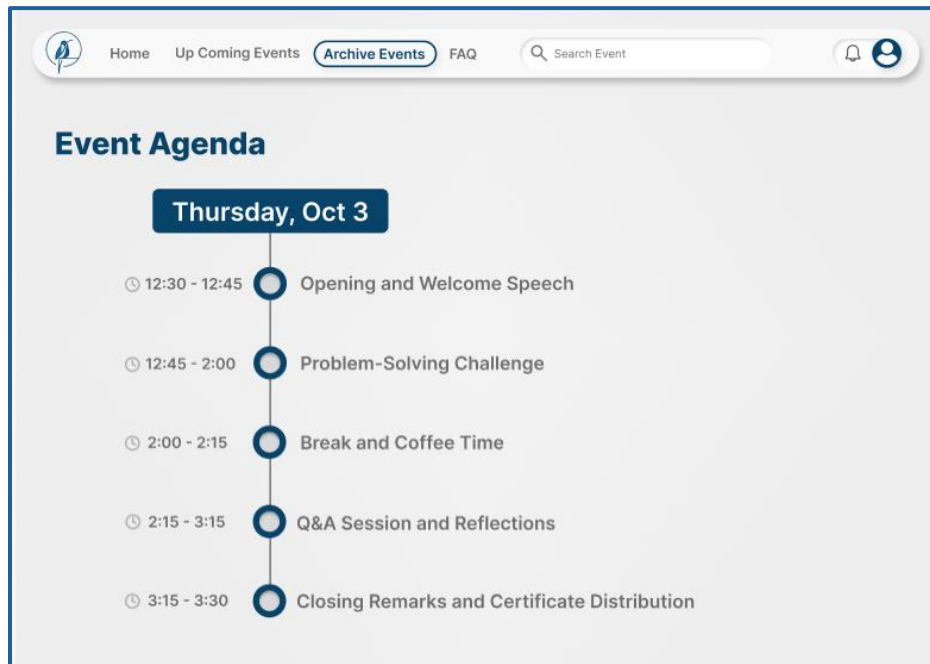 Home Up Coming Events Archive Events FAQ Search Event
Event Agenda
Thursday, Oct 3
12:30 - 12:45 Opening and Welcome Speech
12:45 - 2:00 Problem-Solving Challenge
2:00 - 2:15 Break and Coffee Time
2:15 - 3:15 Q&A Session and Reflections
3:15 - 3:30 Closing Remarks and Certificate Distribution